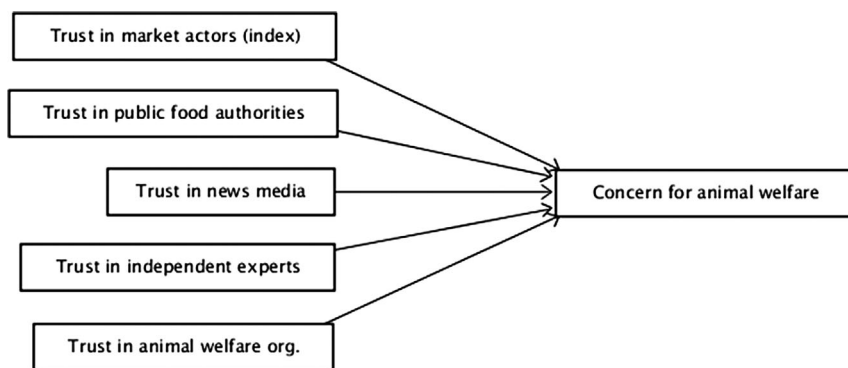 Trust in market actors (index)
Trust in public food authorities
Trust in news media
Concern for animal welfare
Trust in independent experts
Trust in animal welfare org.